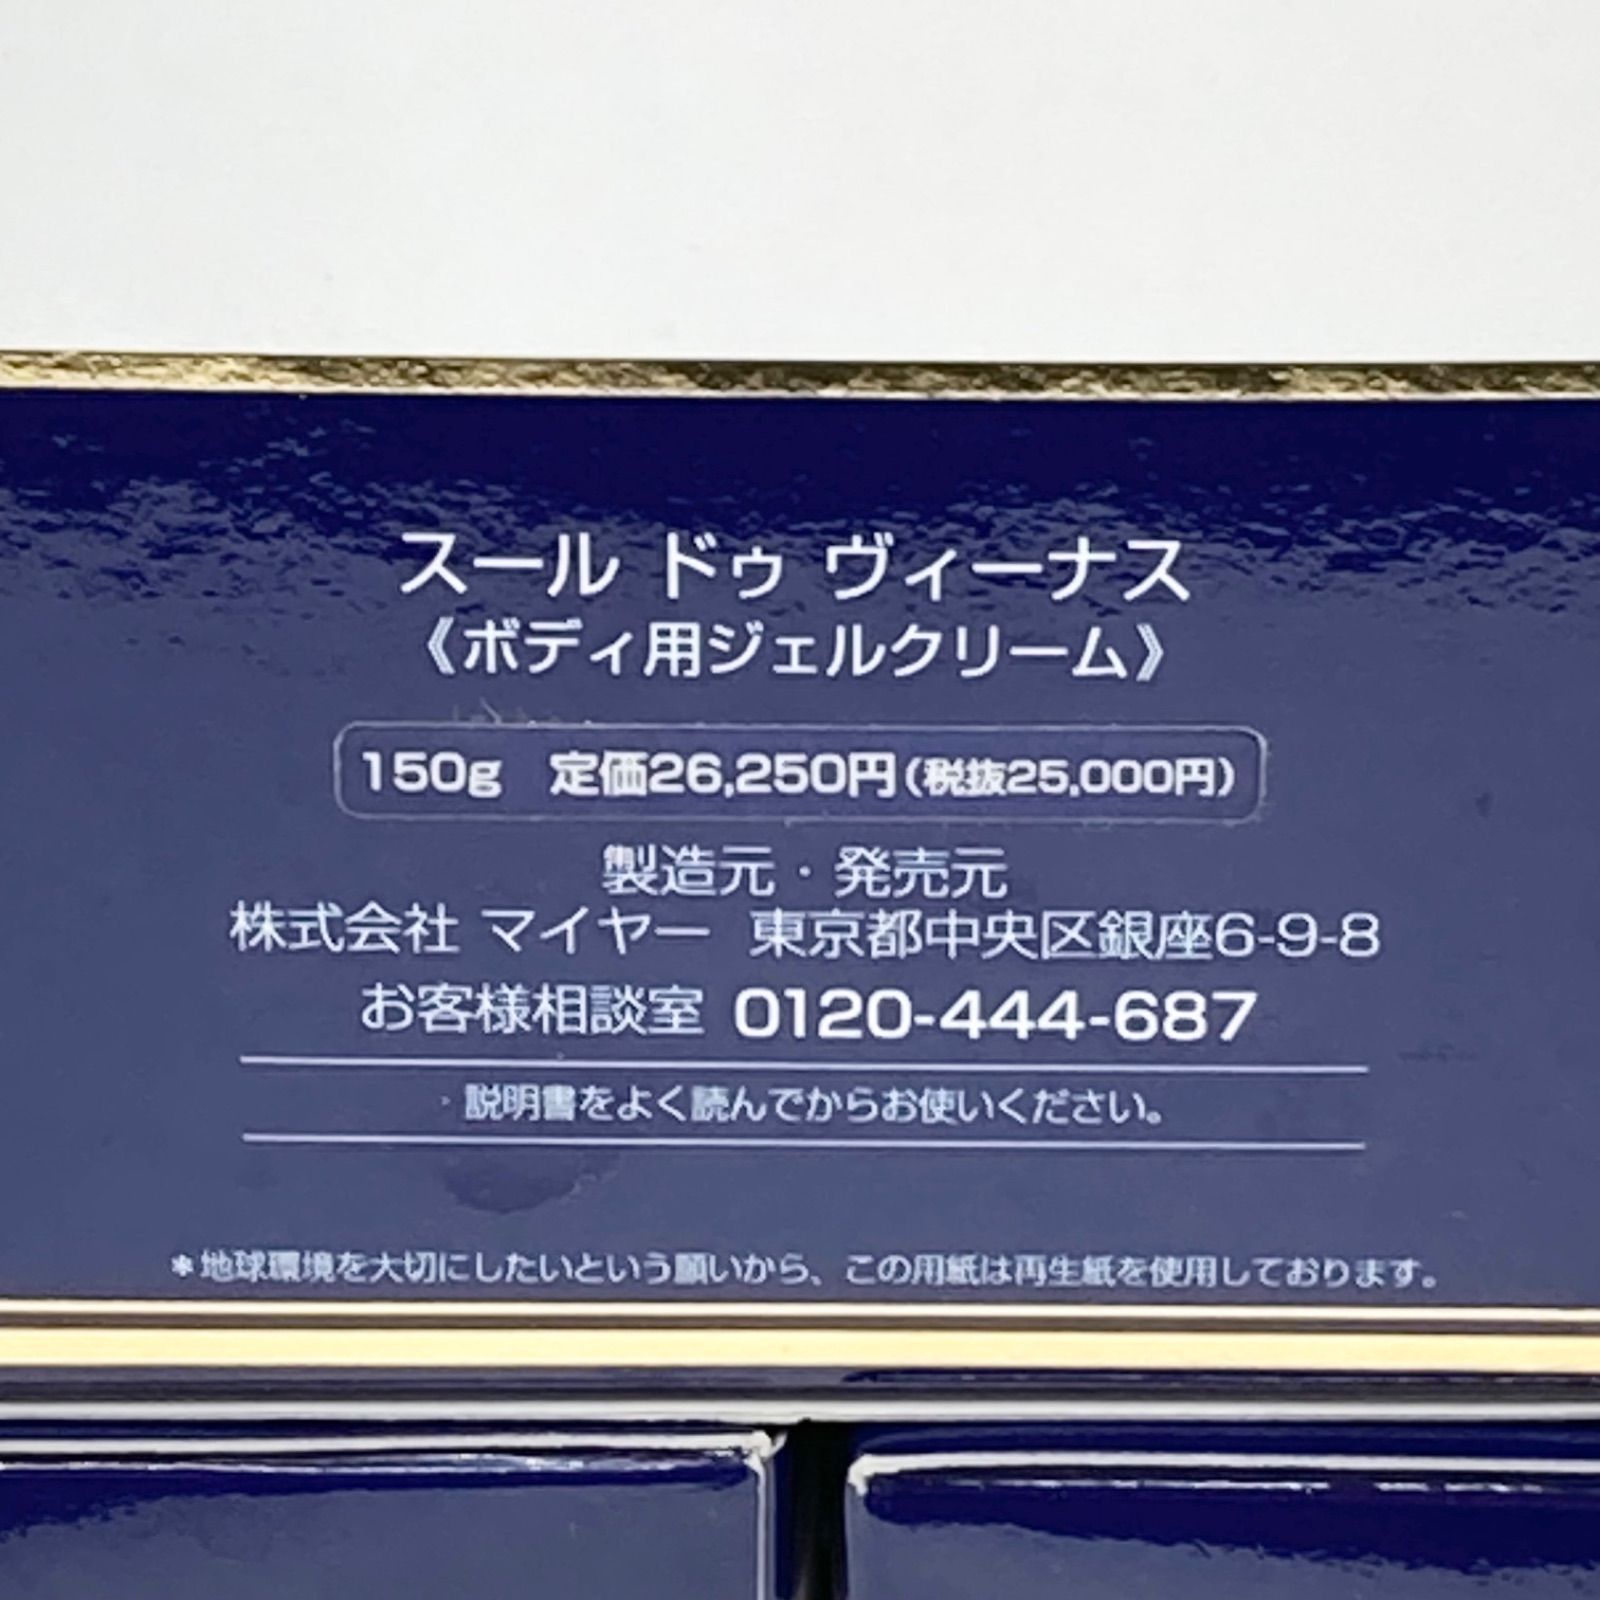 スール ドゥ ヴィーナス
《ボディ用ジェルクリーム》
150g 定価26,250円(税抜25,000円)
製造元・発売元
株式会社 マイヤー 東京都中央区銀座6-9-8
お客様相談室 0120-444-687
・説明書をよく読んでからお使いください。
＊地球環境を大切にしたいという願いから、この用紙は再生紙を使用しております。